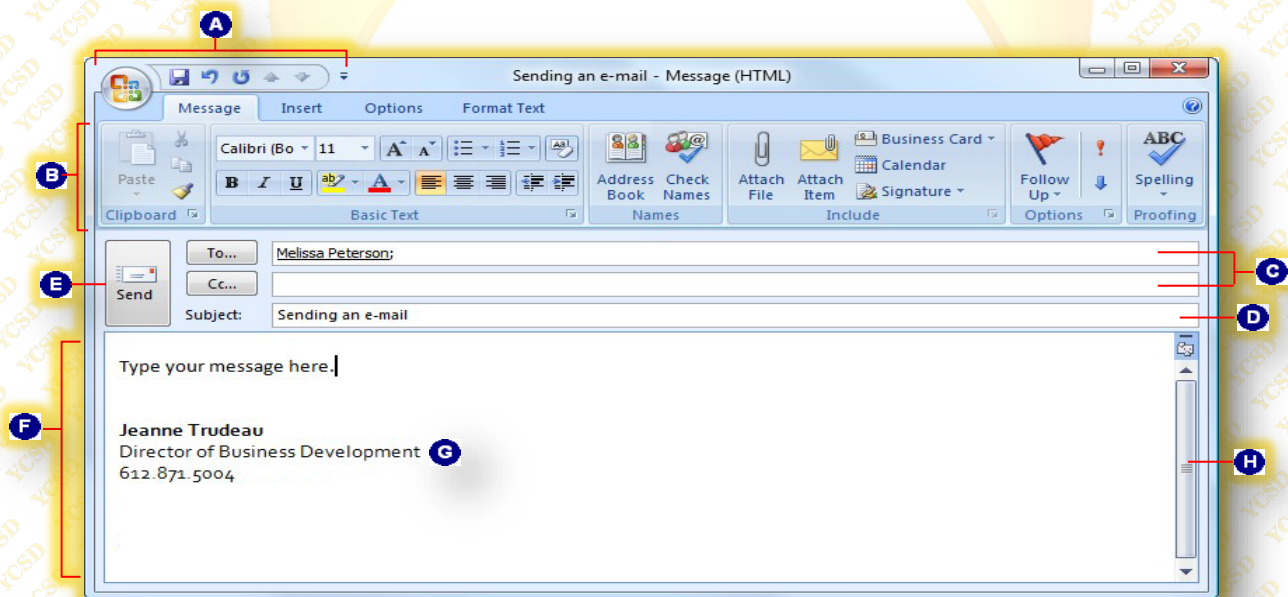 A
Sending an e-mail - Message (HTML)
Message Insert Options Format Text
B
Paste
Clipboard
Calibri (Bo 11
A A
B I U ab A
Basic Text
Address Book
Check Names
Names
Attach File
Attach Item
Business Card
Calendar
Signature
Include
Follow Up
Options
ABC
Spelling
Proofing
E
Send
To... Melissa Peterson;
Cc...
C
Subject: Sending an e-mail
D
F
Type your message here.
Jeanne Trudeau
Director of Business Development G
612.871.5004
H
YCSD